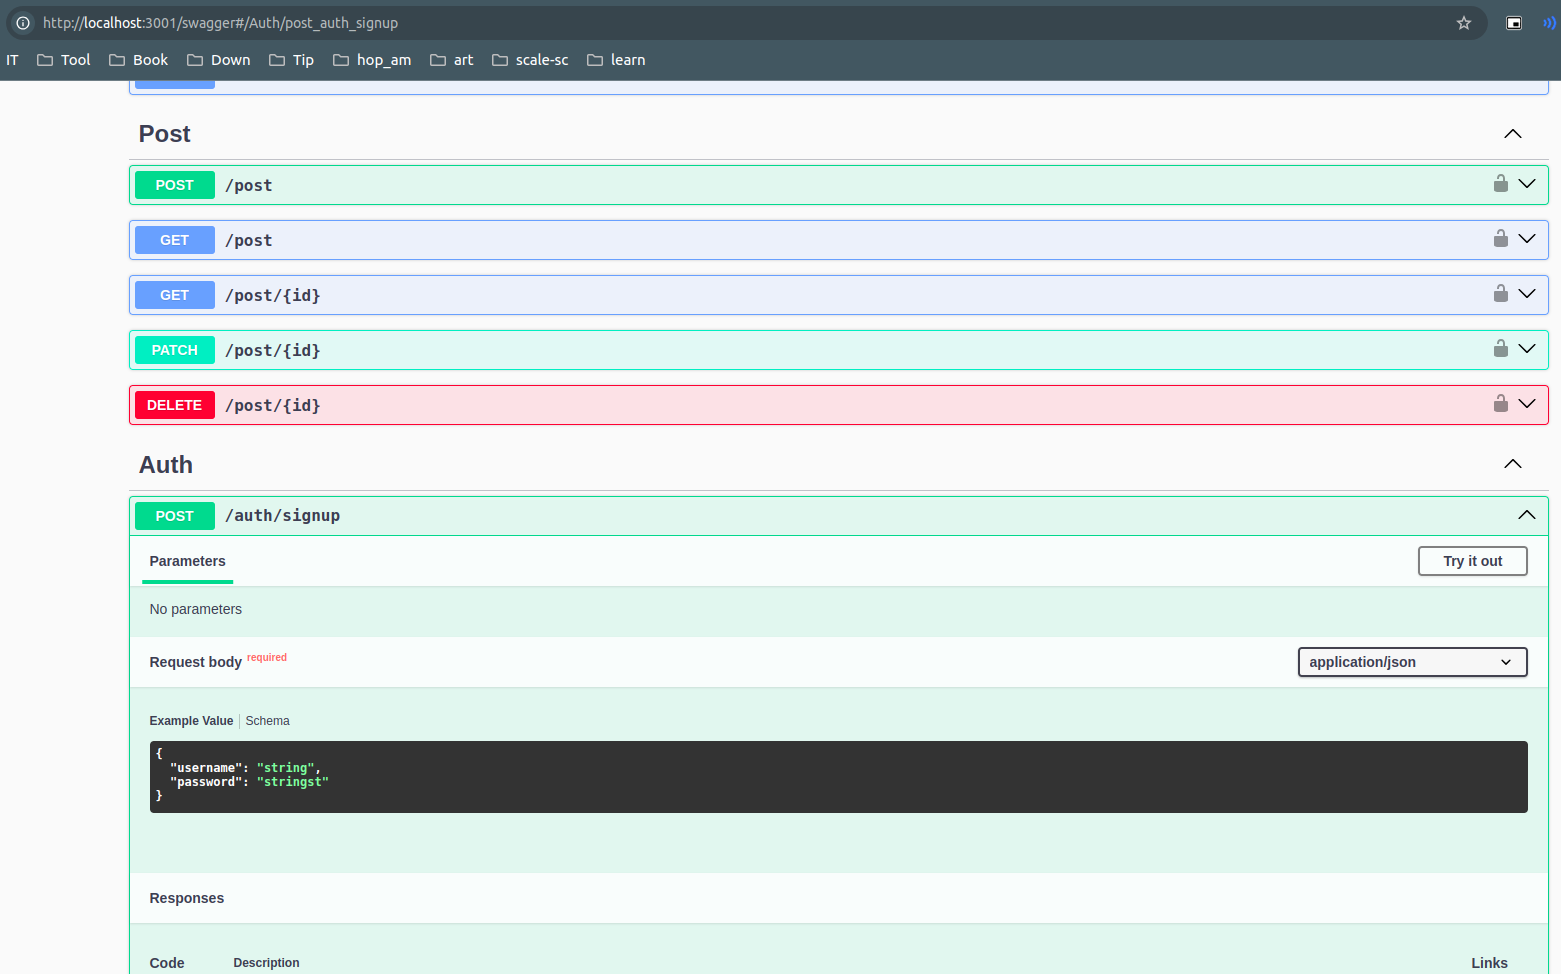 http://localhost:3001/swagger#/Auth/post_auth_signup
IT Tool Book Down Tip hop_am art scale-sc learn
Post
POST /post
GET /post
GET /post/{id}
PATCH /post/{id}
DELETE /post/{id}
Auth
POST /auth/signup
Parameters Try it out
No parameters
Request body required application/json
Example Value Schema
{
"username": "string",
"password": "stringst"
}
Responses
Code Description Links